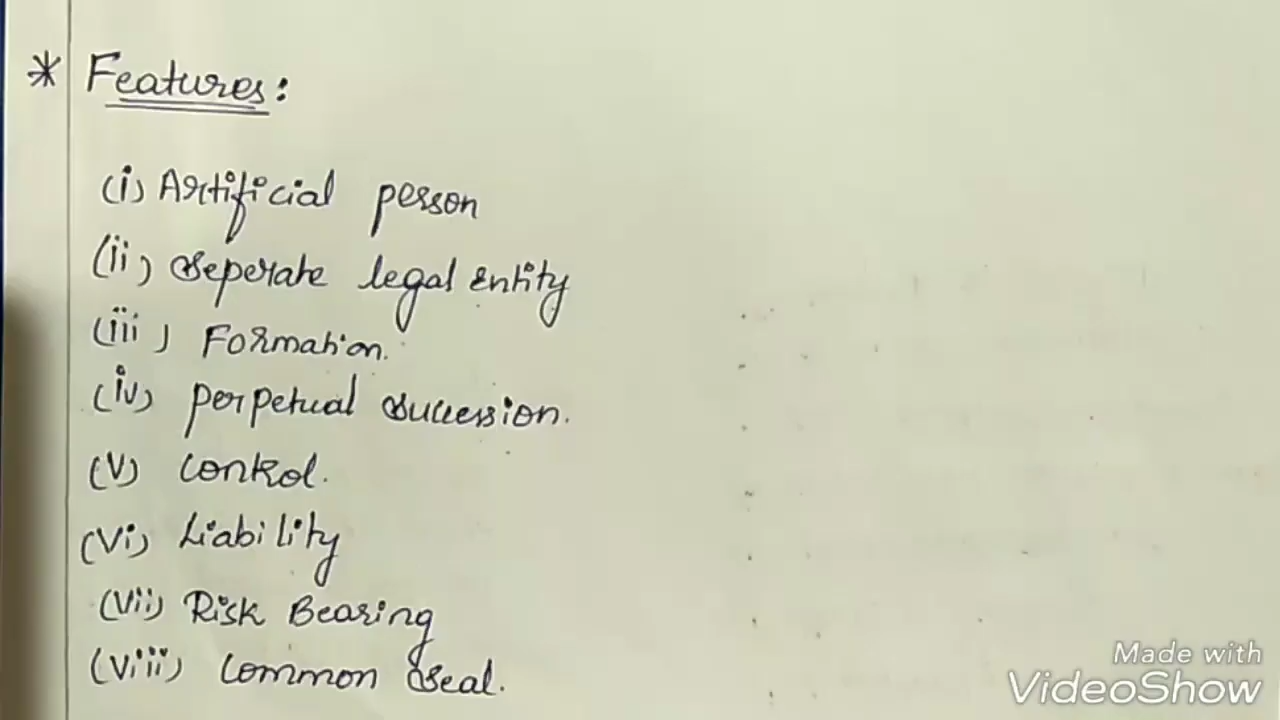 * Features:
(i) Artificial person
(ii) Seperate legal entity
(iii) Formation.
(iv) perpetual succession.
(v) control.
(Vi) Liability
(Vii) Risk Bearing
(Viii) common seal.
Made with
VideoShow